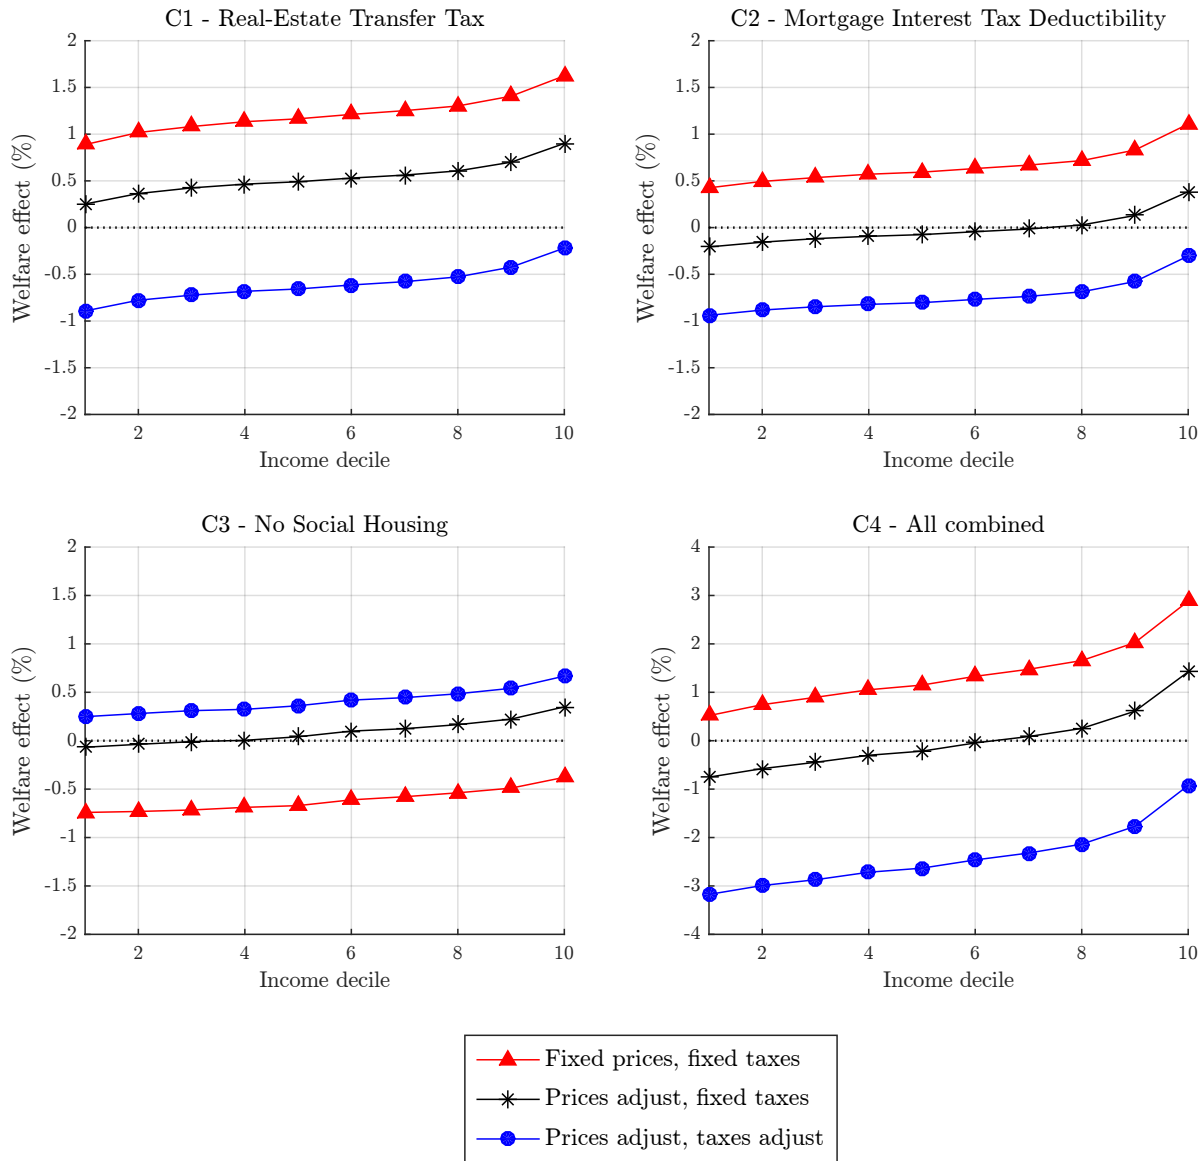 C1 - Real-Estate Transfer Tax
2
1.5
1
0.5
0
-0.5
-1
-1.5
-2
Welfare effect (%)
2 4 6 8 10
Income decile
C2 - Mortgage Interest Tax Deductibility
2
1.5
1
0.5
0
-0.5
-1
-1.5
-2
Welfare effect (%)
2 4 6 8 10
Income decile
C3 - No Social Housing
2
1.5
1
0.5
0
-0.5
-1
-1.5
-2
Welfare effect (%)
2 4 6 8 10
Income decile
C4 - All combined
4
3
2
1
0
-1
-2
-3
-4
Welfare effect (%)
2 4 6 8 10
Income decile
Fixed prices, fixed taxes
Prices adjust, fixed taxes
Prices adjust, taxes adjust